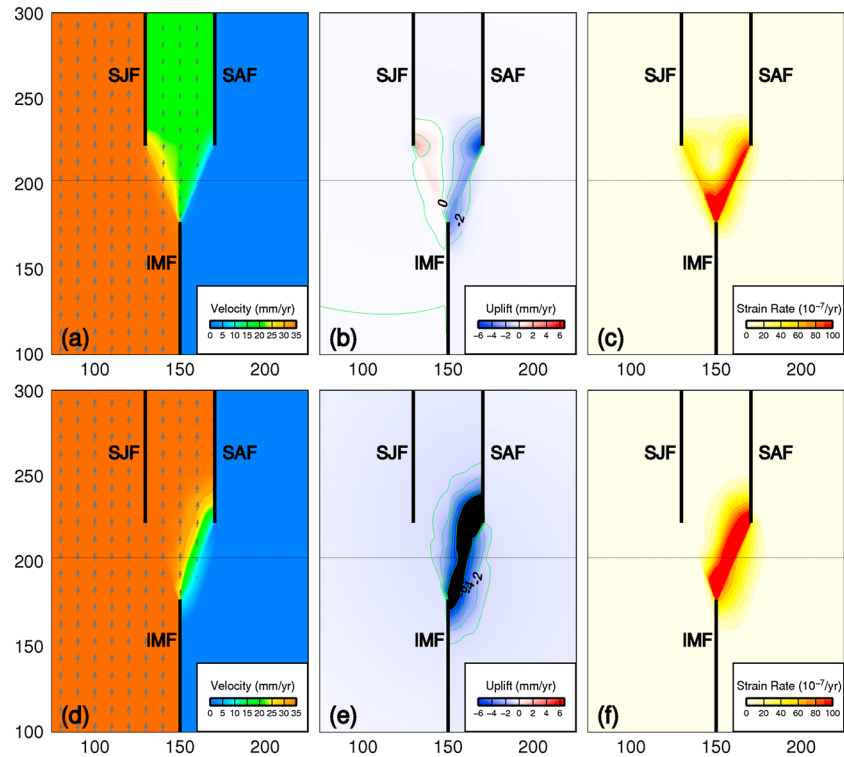 300
250
200
150
100
SJF
SAF
IMF
(a)
Velocity (mm/yr)
0 5 10 15 20 25 30 35
100 150 200
SJF
SAF
0
-2
IMF
(b)
Uplift (mm/yr)
-6 -4 -2 2 4 6
100 150 200
SJF
SAF
IMF
(c)
Strain Rate (10-7/yr)
0 20 40 60 80 100
100 150 200
300
250
200
150
100
SJF
SAF
IMF
(d)
Velocity (mm/yr)
0 5 10 15 20 25 30 35
100 150 200
SJF
SAF
4
-2
IMF
(e)
Uplift (mm/yr)
-6 -4 -2 2 4 6
100 150 200
SJF
SAF
IMF
(f)
Strain Rate (10-7/yr)
0 20 40 60 80 100
100 150 200